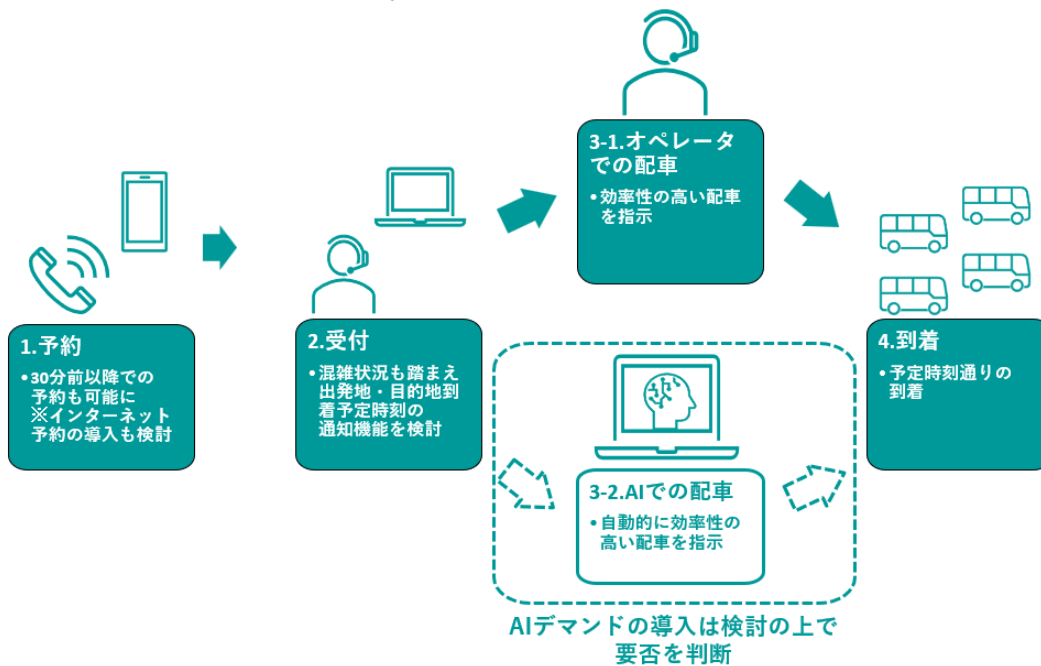 1.予約
•30分前以降での
予約も可能に
※インターネット
予約の導入も検討
2.受付
•混雑状況も踏まえ
出発地・目的地到
着予定時刻の
通知機能を検討
3-1.オペレータ
での配車
•効率性の高い配車
を指示
3-2.AIでの配車
•自動的に効率性の
高い配車を指示
AIデマンドの導入は検討の上で
要否を判断
4.到着
•予定時刻通りの
到着